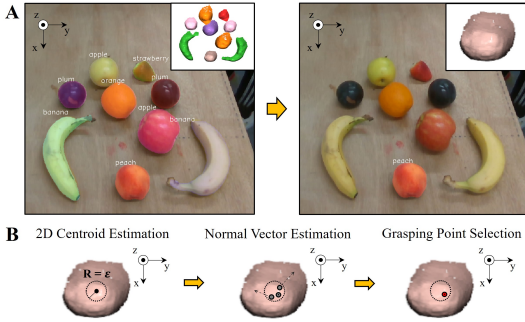 A
z
y
x
apple
strawberry
plum
orange
plum
apple
banana
banana
peach
z
y
x
peach
B
2D Centroid Estimation
Normal Vector Estimation
Grasping Point Selection
R = ε
z
y
x
z
y
x
z
y
x